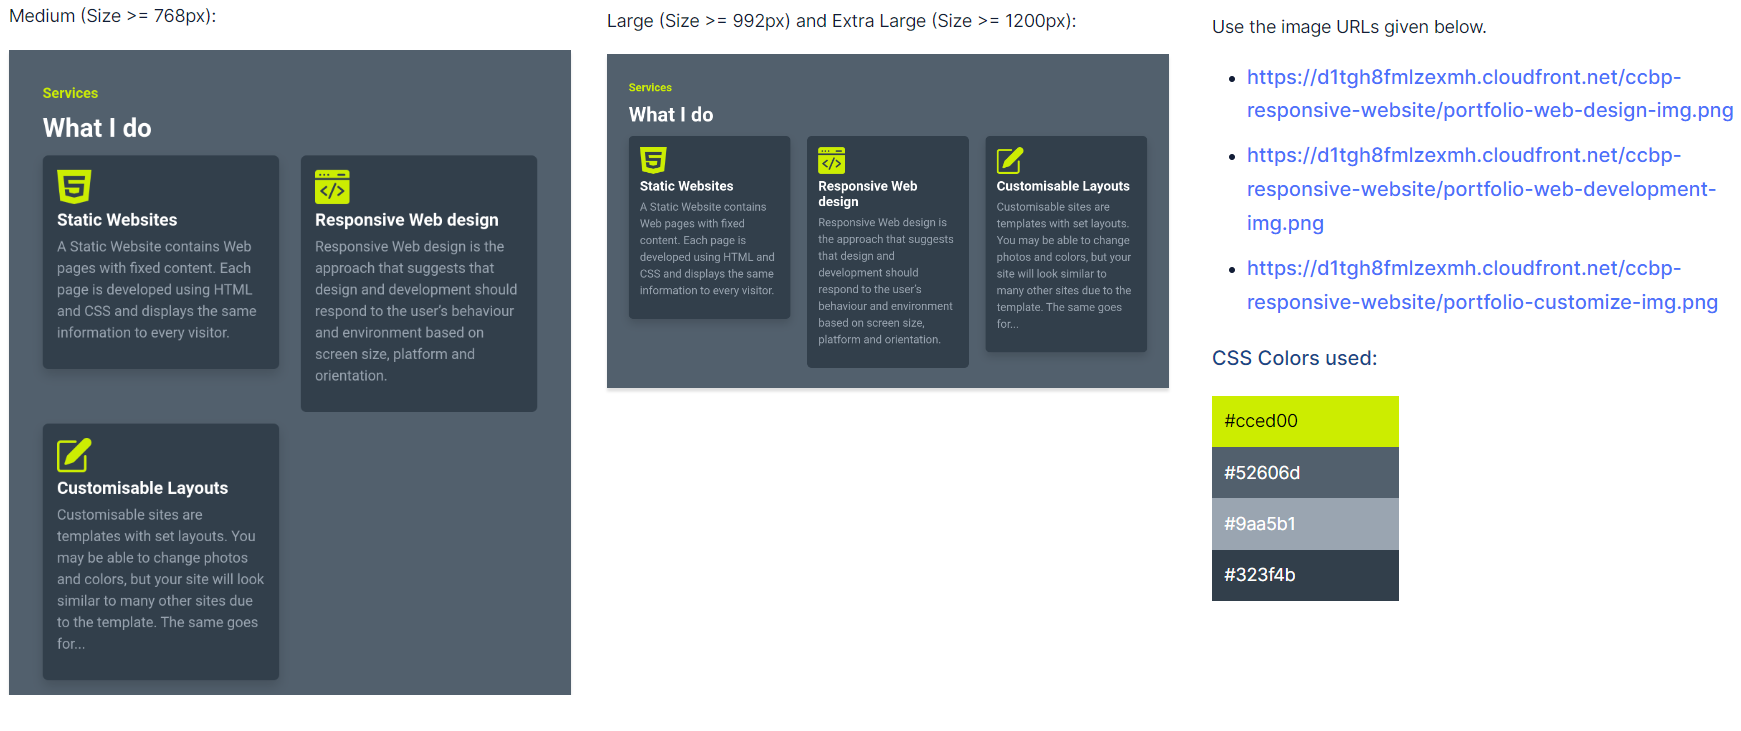 Medium (Size >= 768px):
Services
What I do
Static Websites
A Static Website contains Web
pages with fixed content. Each
page is developed using HTML
and CSS and displays the same
information to every visitor.
Responsive Web design
Responsive Web design is the
approach that suggests that
design and development should
respond to the user's behaviour
and environment based on
screen size, platform and
orientation.
Customisable Layouts
Customisable sites are
templates with set layouts. You
may be able to change photos
and colors, but your site will look
similar to many other sites due
to the template. The same goes
for...
Large (Size >= 992px) and Extra Large (Size >= 1200px):
Services
What I do
Static Websites
A Static Website contains
Web pages with fixed
content. Each page is
developed using HTML and
CSS and displays the same
information to every visitor.
Responsive Web
design
Responsive Web design is
the approach that suggests
that design and
development should
respond to the user's
behaviour and environment
based on screen size,
platform and orientation.
Customisable Layouts
Customisable sites are
templates with set layouts.
You may be able to change
photos and colors, but your
site will look similar to
many other sites due to the
template. The same goes
for...
Use the image URLs given below.
https://d1tgh8fmlzexmh.cloudfront.net/ccbp-
responsive-website/portfolio-web-design-img.png
https://d1tgh8fmlzexmh.cloudfront.net/ccbp-
responsive-website/portfolio-web-development-
img.png
https://d1tgh8fmlzexmh.cloudfront.net/ccbp-
responsive-website/portfolio-customize-img.png
CSS Colors used:
#cced00
#52606d
#9aa5b1
#323f4b